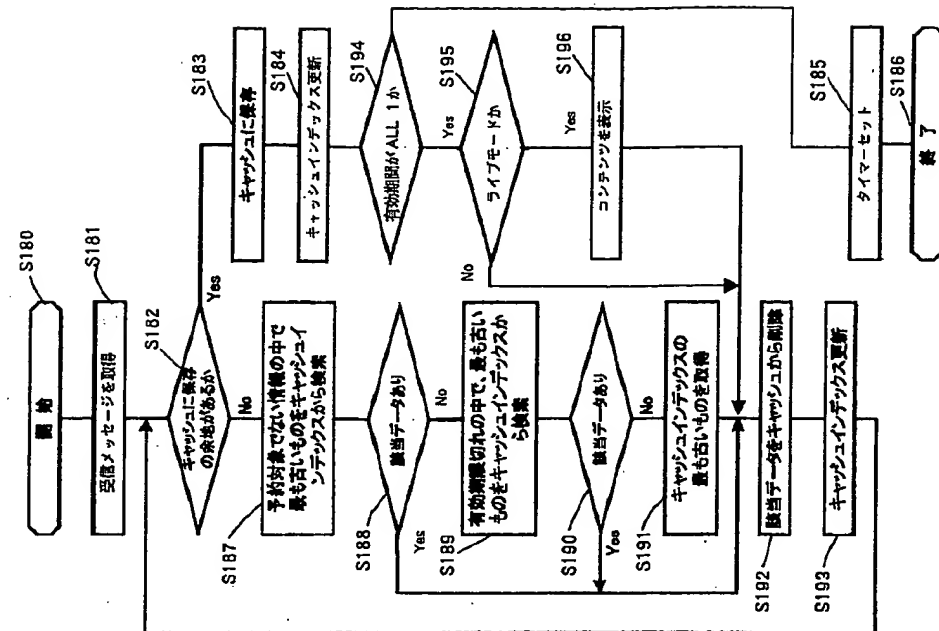 S180
開 始
S181
受信メッセージを取得
S182
キャッシュに保存
の余地があるか
Yes
No
S183
キャッシュに保存
S184
キャッシュインデックス更新
S194
有効期間がALL 1か
Yes
S195
ライブモードか
No
Yes
S196
コンテンツを表示
S185
タイマーセット
S186
終 了
S187
予約対象でない情報の中で
最も古いものをキャッシュイ
ンデックスから検索
S188
該当データあり
No
Yes
S189
有効期限切れの中で、最も古い
ものをキャッシュインデックスか
ら検索
S190
該当データあり
No
Yes
S191
キャッシュインデックスの
最も古いものを取得
S192
該当データをキャッシュから削除
S193
キャッシュインデックス更新